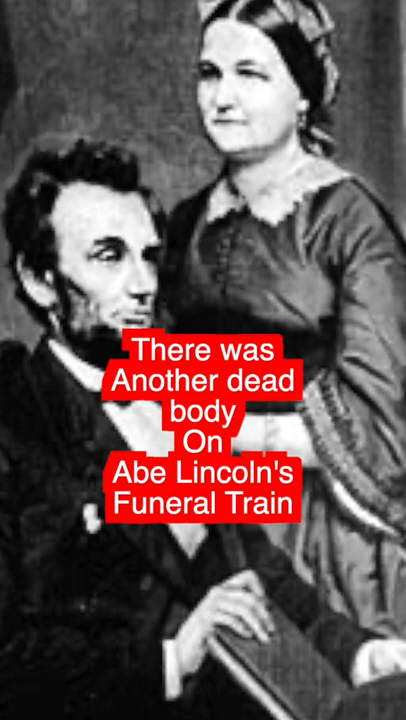 There was
Another dead
body
On
Abe Lincoln's
Funeral Train